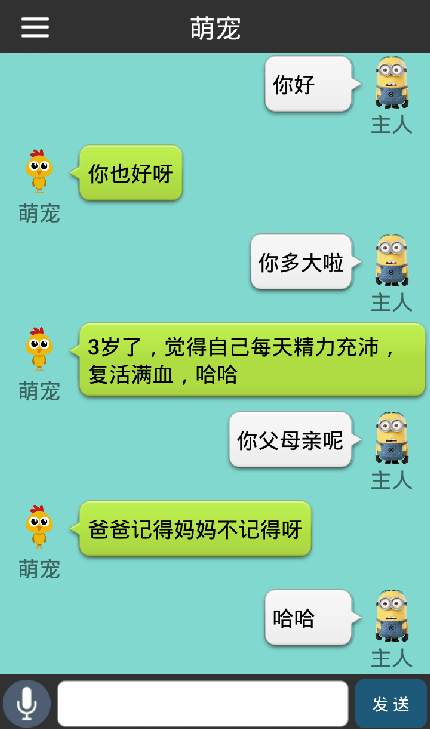 萌宠
你好
主人
你也好呀
萌宠
你多大啦
主人
3岁了，觉得自己每天精力充沛，
复活满血，哈哈
萌宠
你父母亲呢
主人
爸爸记得妈妈不记得呀
萌宠
哈哈
主人
发送